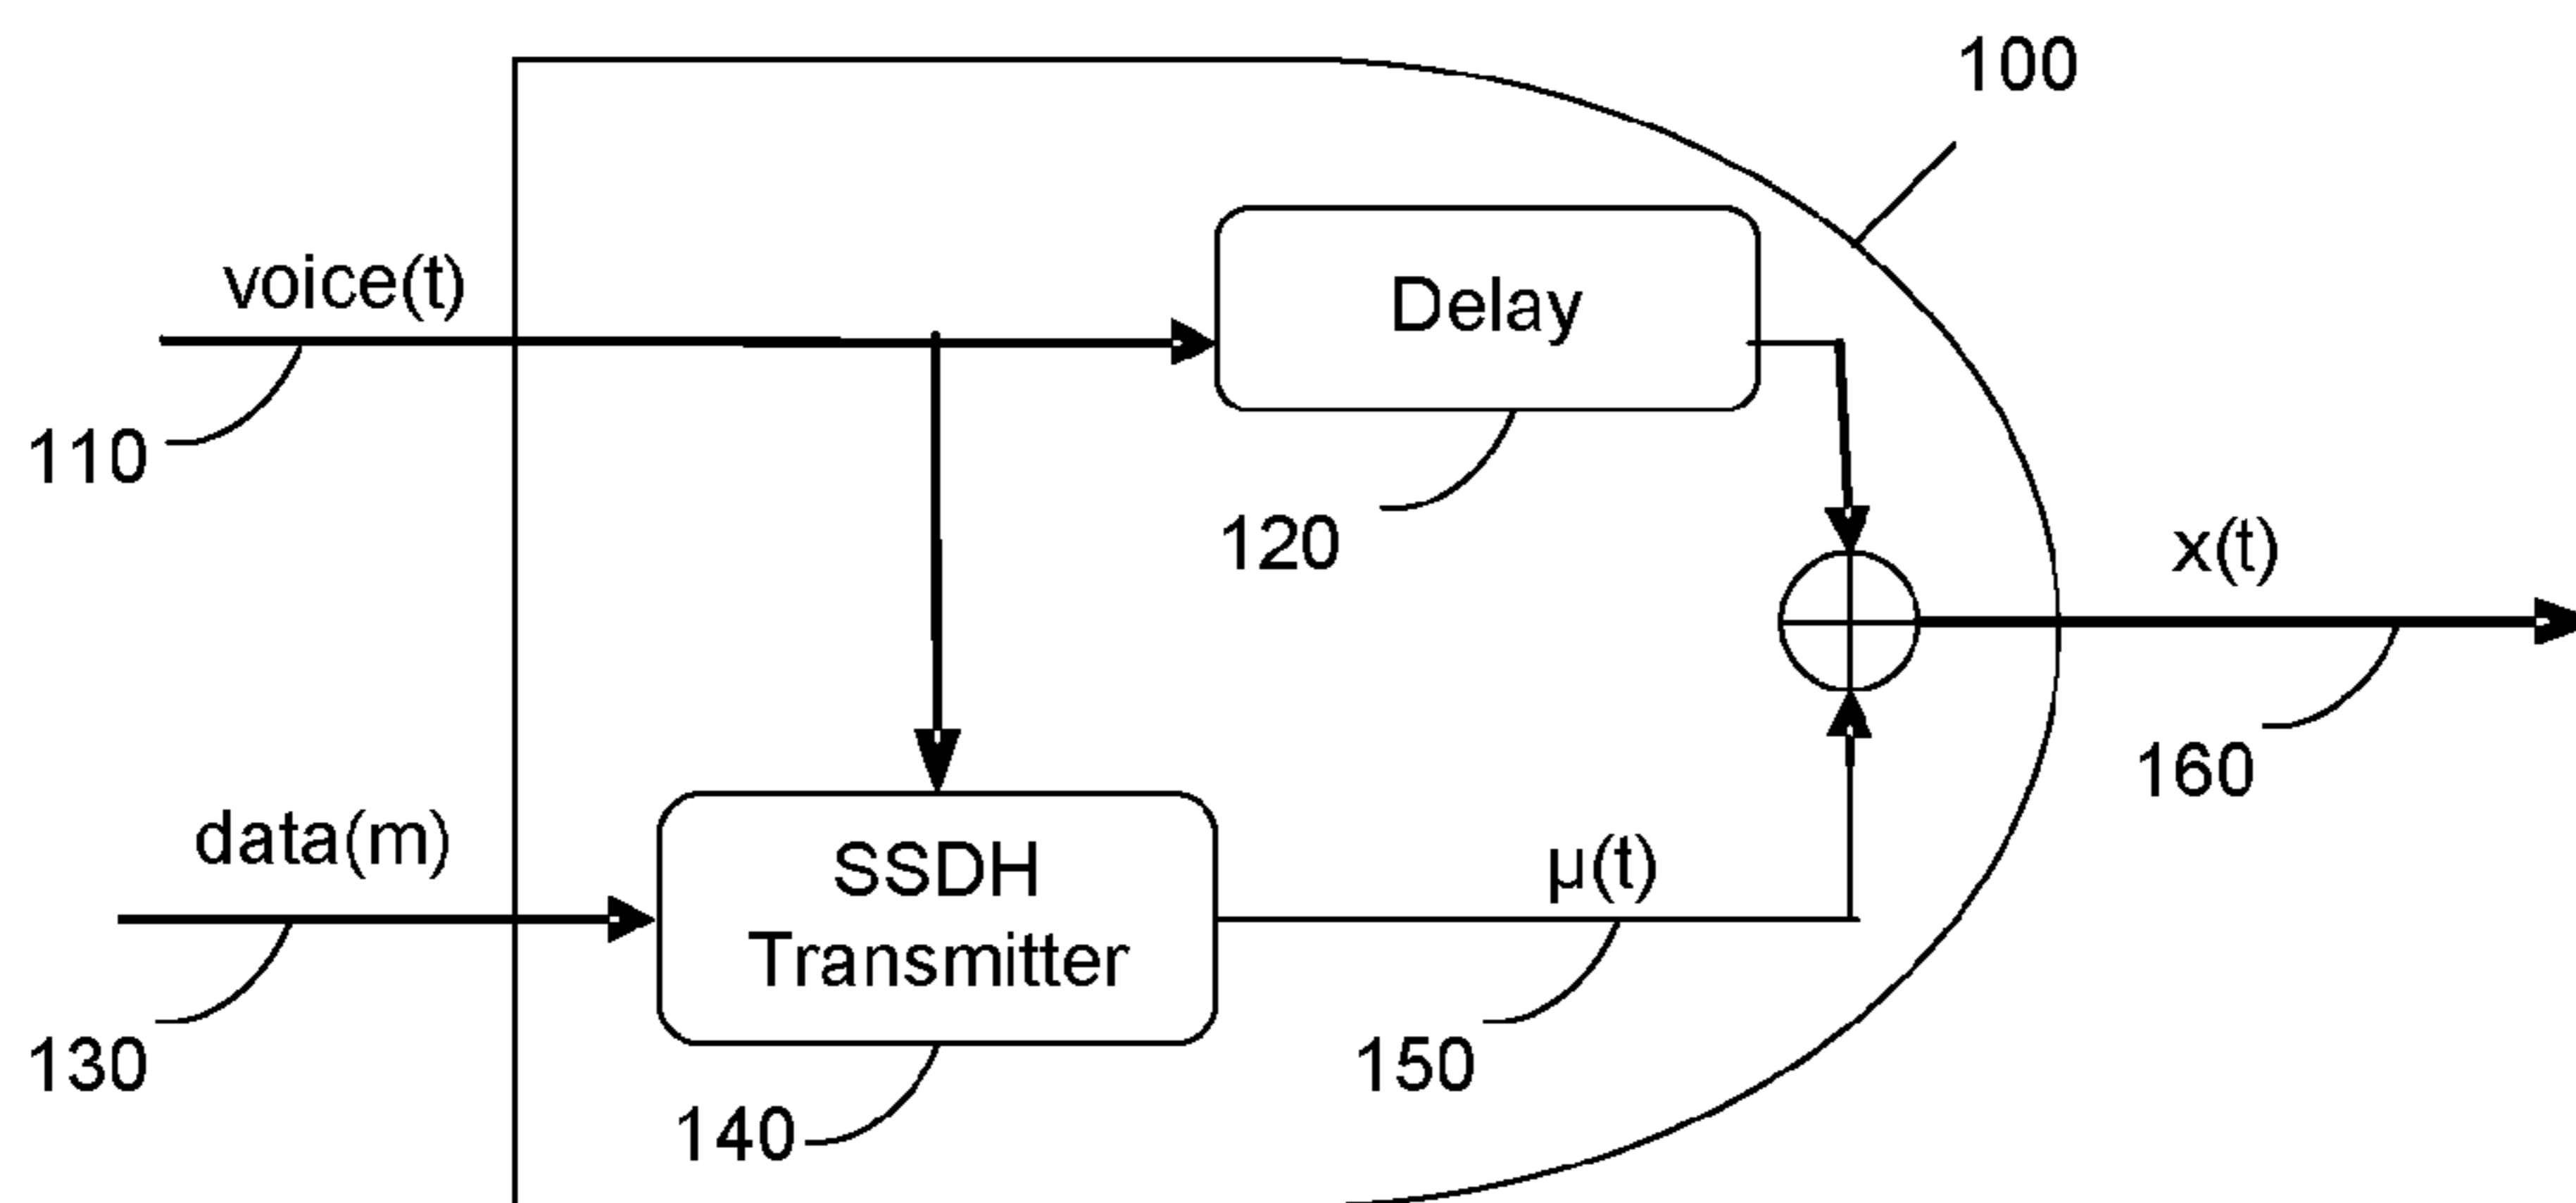 100
voice(t)
Delay
110
120
x(t)
data(m)
SSDH
Transmitter
µ(t)
160
130
140
150